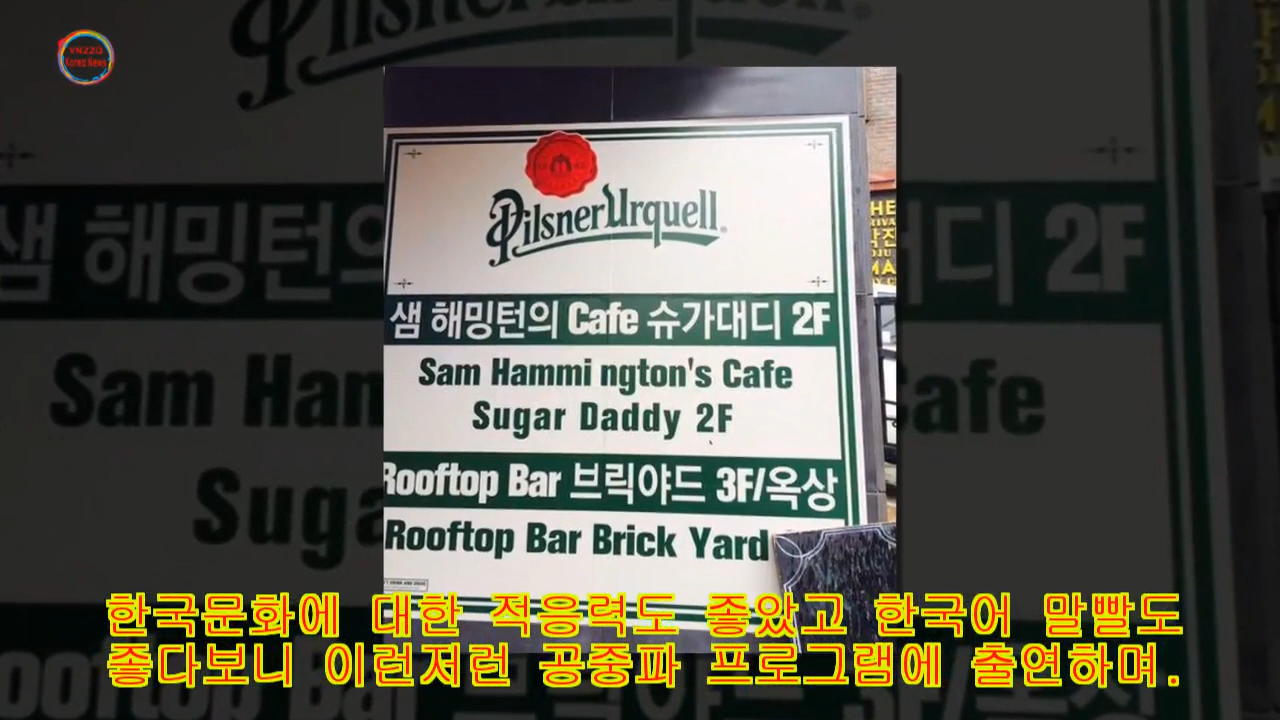 VN22Q
Korea News
Pilsner Urquell
샘 해밍턴의 Cafe 슈가대디 2F
Sam Hammi ngton's Cafe
Sugar Daddy 2F
Rooftop Bar 브릭야드 3F/옥상
Rooftop Bar Brick Yard
한국문화에 대한 적응력도 좋았고 한국어 말빨도
좋다보니 이런저런 공중파 프로그램에 출연하며.